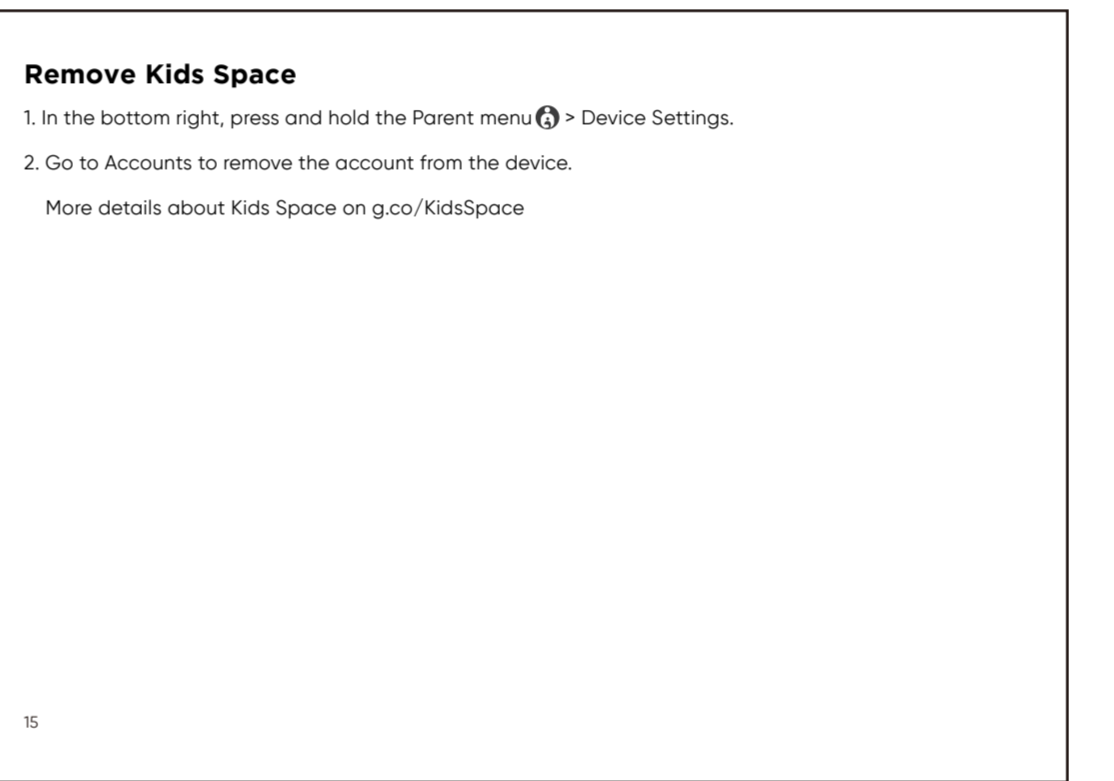 Remove Kids Space
1. In the bottom right, press and hold the Parent menu > Device Settings.
2. Go to Accounts to remove the account from the device.
More details about Kids Space on g.co/KidsSpace
15